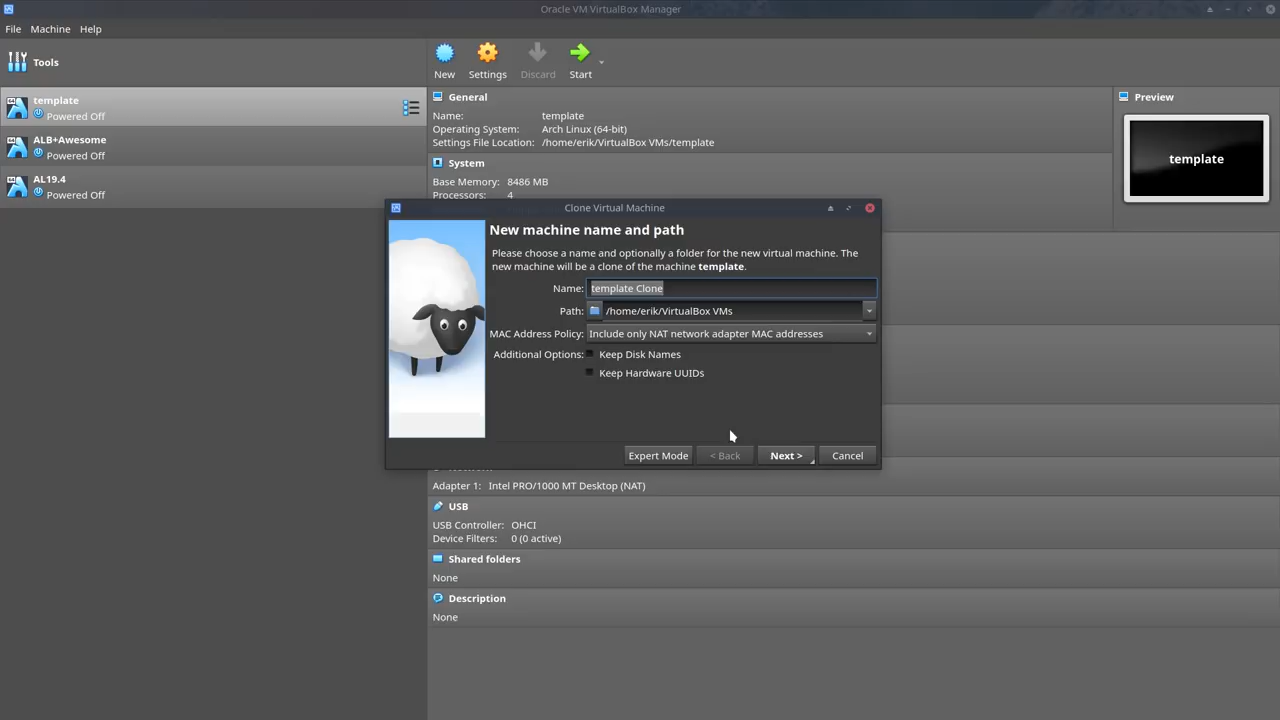 Oracle VM VirtualBox Manager
File Machine Help
Tools
New Settings Discard Start
template
Powered Off
ALB+Awesome
Powered Off
AL19.4
Powered Off
General
Name: template
Operating System: Arch Linux (64-bit)
Settings File Location: /home/erik/VirtualBox VMs/template
System
Base Memory: 8486 MB
Processors: 4
Preview
template
Clone Virtual Machine
New machine name and path
Please choose a name and optionally a folder for the new virtual machine. The
new machine will be a clone of the machine template.
Name: template Clone
Path: /home/erik/VirtualBox VMs
MAC Address Policy: Include only NAT network adapter MAC addresses
Additional Options: Keep Disk Names
Keep Hardware UUIDs
Expert Mode < Back Next > Cancel
Adapter 1: Intel PRO/1000 MT Desktop (NAT)
USB
USB Controller: OHCI
Device Filters: 0 (0 active)
Shared folders
None
Description
None